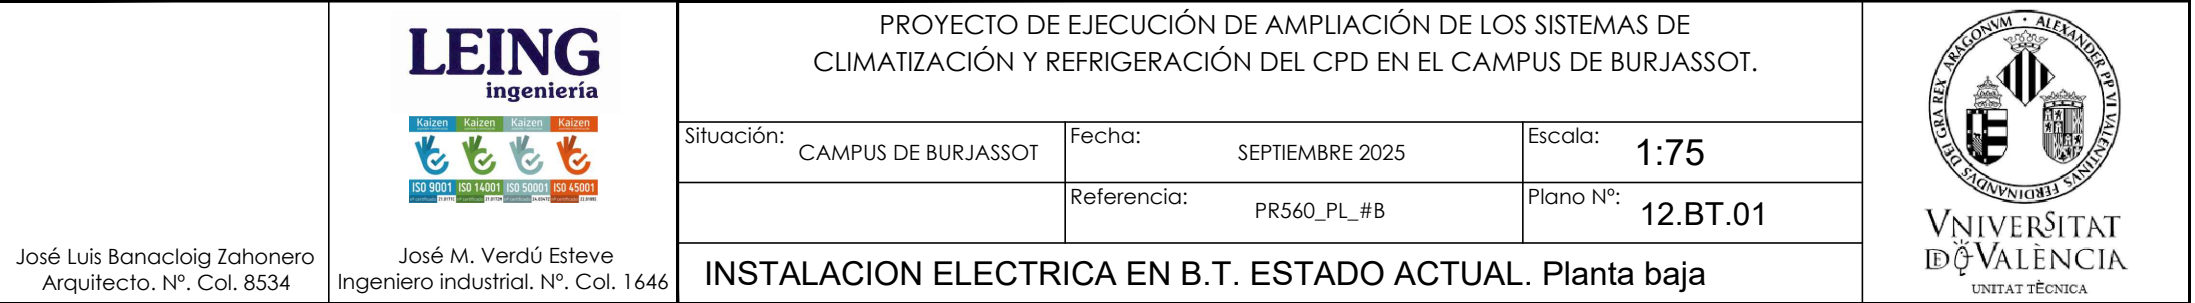 José Luis Banacloig Zahonero
Arquitecto. Nº. Col. 8534
LEING
ingeniería
Kaizen Kaizen Kaizen Kaizen
ISO 9001 ISO 14001 ISO 50001 ISO 45001
José M. Verdú Esteve
Ingeniero industrial. Nº. Col. 1646
PROYECTO DE EJECUCIÓN DE AMPLIACIÓN DE LOS SISTEMAS DE
CLIMATIZACIÓN Y REFRIGERACIÓN DEL CPD EN EL CAMPUS DE BURJASSOT.
Situación: CAMPUS DE BURJASSOT
Fecha: SEPTIEMBRE 2025
Escala: 1:75
Referencia: PR560_PL_#B
Plano Nº: 12.BT.01
INSTALACION ELECTRICA EN B.T. ESTADO ACTUAL. Planta baja
ALEXANDER PP VI VALENTINVS FERDINANDVS DEI GRA REX ARAGONVM
VNIVERSITAT
DÖVALÈNCIA
UNITAT TÈCNICA